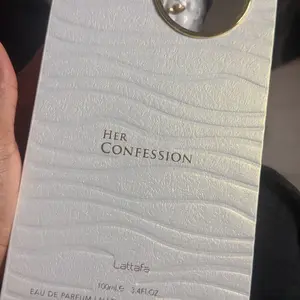 HER
CONFESSION
Lattafa
100ML℮ 3.4FL.OZ.
EAU DE PARFUM